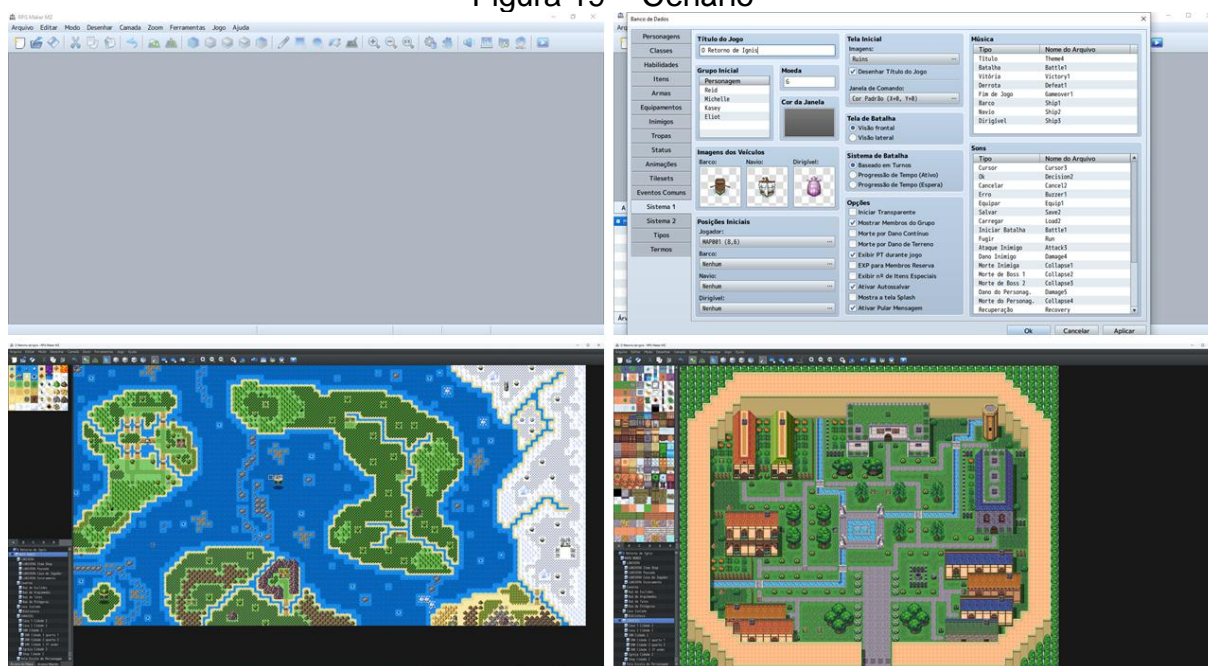 Figura 19 – Cenário
RPG Maker MZ
Arquivo Editar Modo Desenhar Camada Zoom Ferramentas Jogo Ajuda
Banco de Dados
Personagens
Classes
Habilidades
Itens
Armas
Equipamentos
Inimigos
Tropas
Status
Animações
Tilesets
Eventos Comuns
Sistema 1
Sistema 2
Tipos
Termos
Título do Jogo
O Retorno de Ignis
Grupo Inicial
Personagem
Reid
Michelle
Kasey
Eliot
Moeda
G
Cor da Janela
Imagens dos Veículos
Barco: Navio: Dirigível:
Posições Iniciais
Jogador:
MAP001 (8,6)
Barco:
Nenhum
Navio:
Nenhum
Dirigível:
Nenhum
Tela Inicial
Imagens:
Ruins
Desenhar Título do Jogo
Janela de Comando:
Cor Padrão (X+0, Y+0)
Tela de Batalha
Visão frontal
Visão lateral
Sistema de Batalha
Baseado em Turnos
Progressão de Tempo (Ativo)
Progressão de Tempo (Espera)
Opções
Iniciar Transparente
Mostrar Membros do Grupo
Morte por Dano Contínuo
Morte por Dano de Terreno
Exibir PT durante jogo
EXP para Membros Reserva
Exibir nº de Itens Especiais
Ativar Autossalvar
Mostra a tela Splash
Ativar Pular Mensagem
Música
Tipo Nome do Arquivo
Título Theme4
Batalha Battle1
Vitória Victory1
Derrota Defeat1
Fim de Jogo Gameover1
Barco Ship1
Navio Ship2
Dirigível Ship3
Sons
Tipo Nome do Arquivo
Cursor Cursor3
Ok Decision2
Cancelar Cancel2
Erro Buzzer1
Equipar Equip1
Salvar Save2
Carregar Load2
Iniciar Batalha Battle1
Fugir Run
Ataque Inimigo Attack3
Dano Inimigo Damage4
Morte Inimigo Collapse1
Morte de Boss 1 Collapse2
Morte de Boss 2 Collapse3
Dano do Personag. Damage5
Morte do Personag. Collapse4
Recuperação Recovery
Ok Cancelar Aplicar